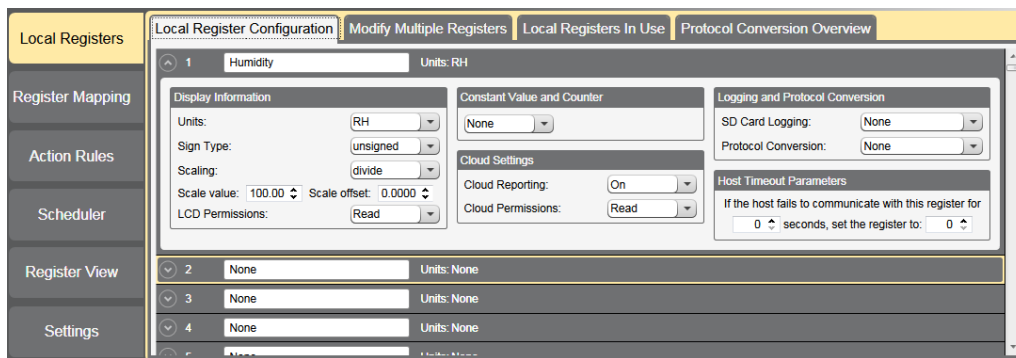 Local Registers
Register Mapping
Action Rules
Scheduler
Register View
Settings
Local Register Configuration Modify Multiple Registers Local Registers In Use Protocol Conversion Overview
1 Humidity Units: RH
Display Information
Units: RH
Sign Type: unsigned
Scaling: divide
Scale value: 100.00 Scale offset: 0.0000
LCD Permissions: Read
Constant Value and Counter
None
Cloud Settings
Cloud Reporting: On
Cloud Permissions: Read
Logging and Protocol Conversion
SD Card Logging: None
Protocol Conversion: None
Host Timeout Parameters
If the host fails to communicate with this register for
0 seconds, set the register to: 0
2 None Units: None
3 None Units: None
4 None Units: None